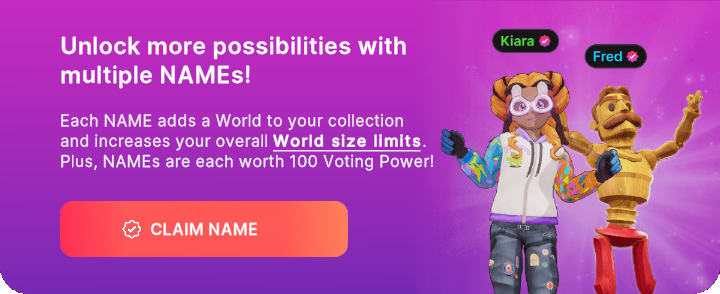 Unlock more possibilities with
multiple NAMEs!
Each NAME adds a World to your collection
and increases your overall World size limits.
Plus, NAMEs are each worth 100 Voting Power!
CLAIM NAME
Kiara
Fred